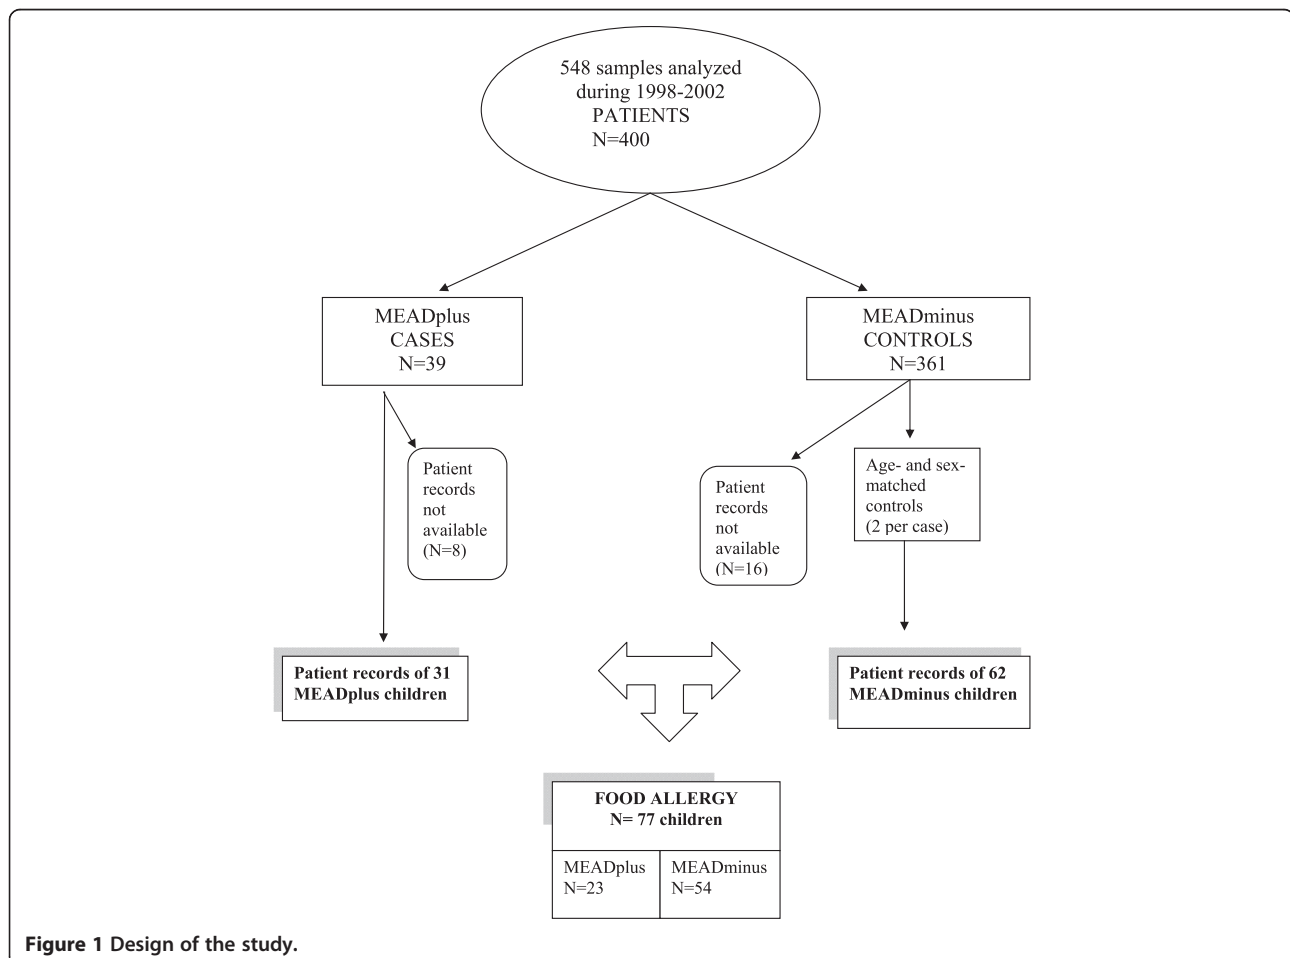 548 samples analyzed
during 1998-2002
PATIENTS
N=400
MEADplus
CASES
N=39
MEADminus
CONTROLS
N=361
Patient
records
not
available
(N=8)
Patient
records
not
available
(N=16)
Age- and sex-
matched
controls
(2 per case)
Patient records of 31
MEADplus children
Patient records of 62
MEADminus children
FOOD ALLERGY
N= 77 children
MEADplus
N=23
MEADminus
N=54
Figure 1 Design of the study.